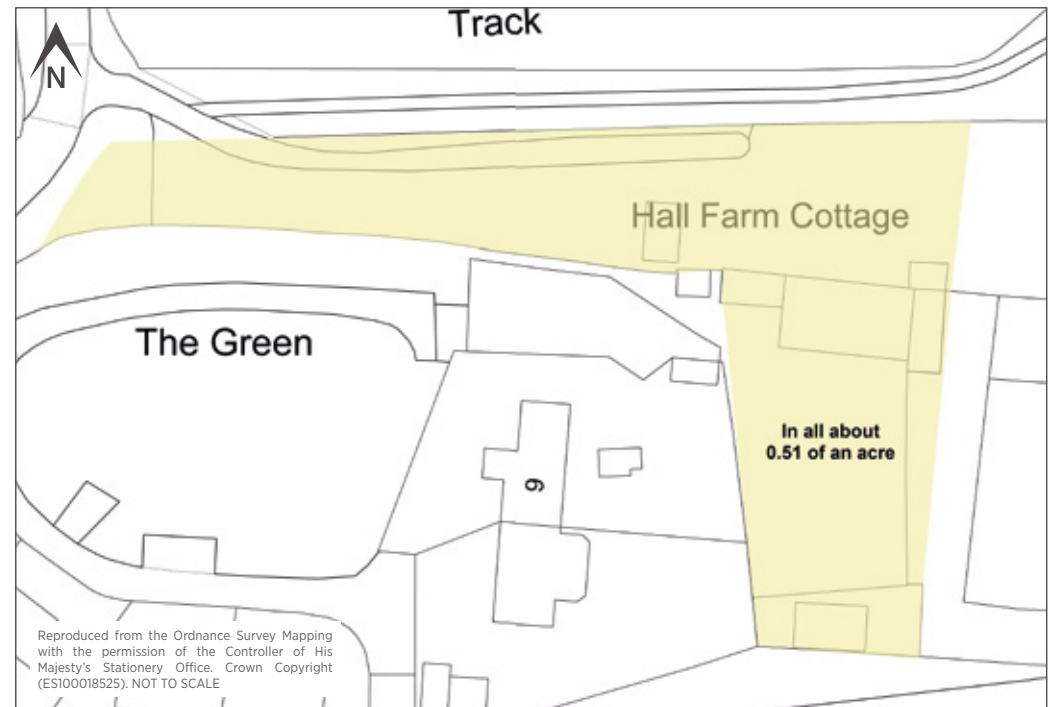 Track
N
Hall Farm Cottage
The Green
In all about
0.51 of an acre
9
Reproduced from the Ordnance Survey Mapping
with the permission of the Controller of His
Majesty's Stationery Office. Crown Copyright
(ES100018525). NOT TO SCALE